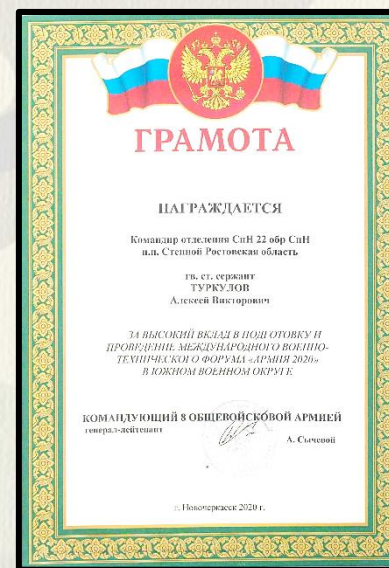 ГРАМОТА
НАГРАЖДАЕТСЯ
Командир отделения СпН 22 обр СпН
п.п. Степной Ростовская область
гв. ст. сержант
ТУРКУЛОВ
Алексей Викторович
ЗА ВЫСОКИЙ ВКЛАД В ПОДГОТОВКУ И
ПРОВЕДЕНИЕ МЕЖДУНАРОДНОГО ВОЕННО-
ТЕХНИЧЕСКОГО ФОРУМА «АРМИЯ 2020»
В ЮЖНОМ ВОЕННОМ ОКРУГЕ
КОМАНДУЮЩИЙ 8 ОБЩЕВОЙСКОВОЙ АРМИЕЙ
генерал-лейтенант
А. Сычевой
г. Новочеркасск 2020 г.